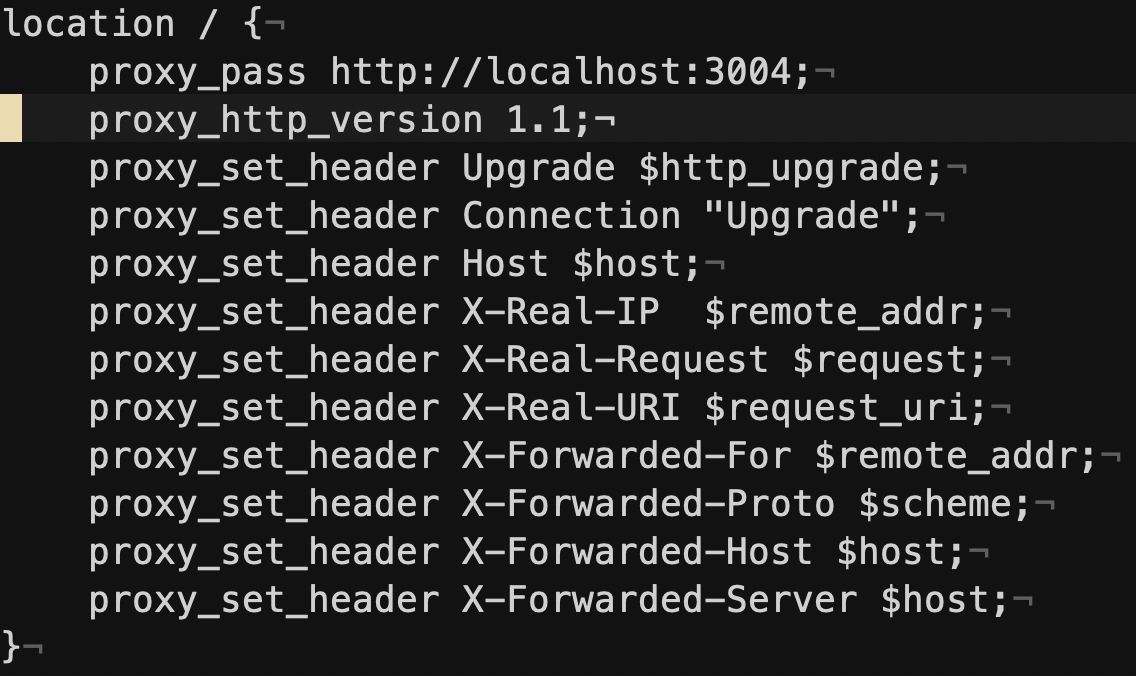 location / {¬
    proxy_pass http://localhost:3004;¬
    proxy_http_version 1.1;¬
    proxy_set_header Upgrade $http_upgrade;¬
    proxy_set_header Connection "Upgrade";¬
    proxy_set_header Host $host;¬
    proxy_set_header X-Real-IP  $remote_addr;¬
    proxy_set_header X-Real-Request $request;¬
    proxy_set_header X-Real-URI $request_uri;¬
    proxy_set_header X-Forwarded-For $remote_addr;¬
    proxy_set_header X-Forwarded-Proto $scheme;¬
    proxy_set_header X-Forwarded-Host $host;¬
    proxy_set_header X-Forwarded-Server $host;¬
}¬